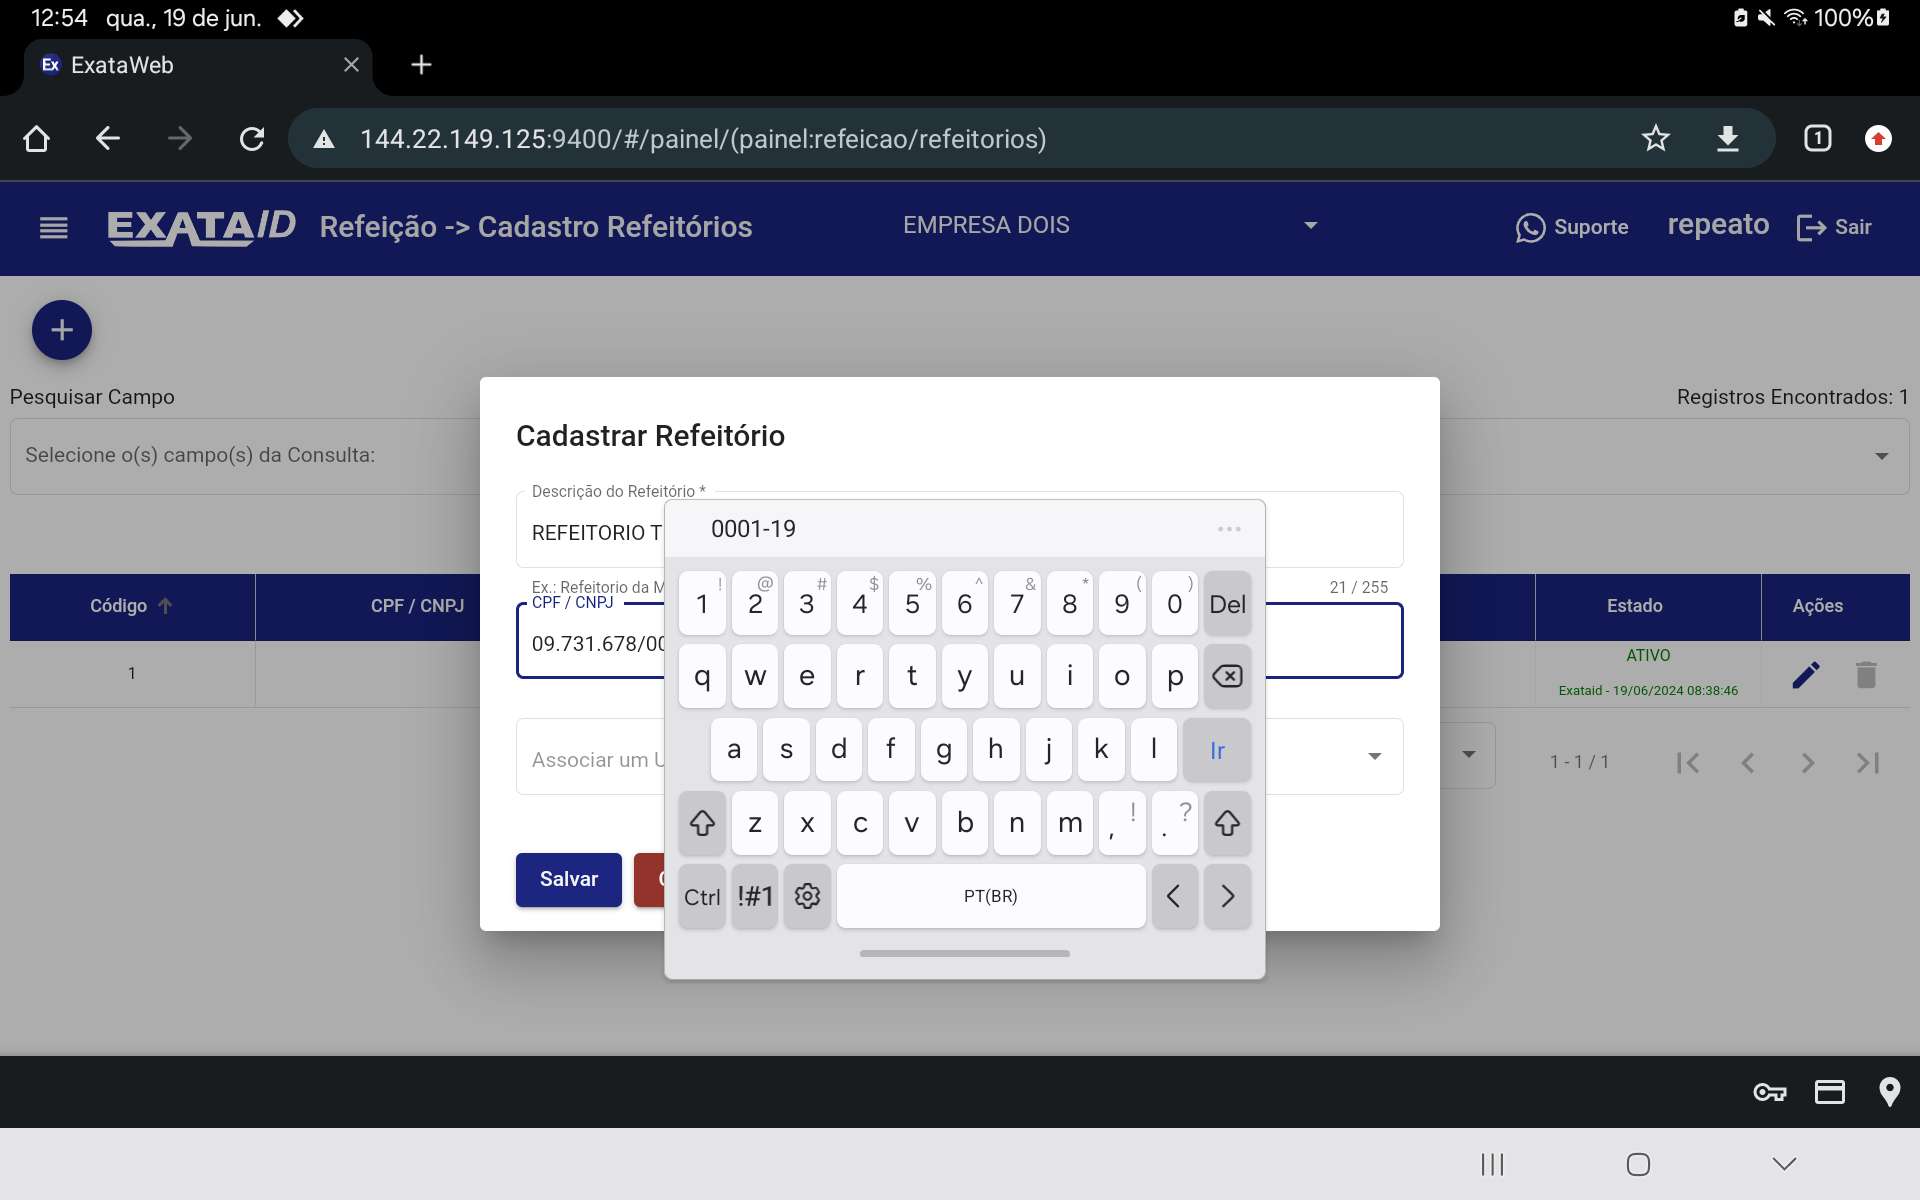 12:54 qua., 19 de jun. 100%
Ex ExataWeb
144.22.149.125:9400/#/painel/(painel:refeicao/refeitorios) 1
EXATAID Refeição -> Cadastro Refeitórios EMPRESA DOIS Suporte repeato Sair
+
Pesquisar Campo Registros Encontrados: 1
Selecione o(s) campo(s) da Consulta:
Cadastrar Refeitório
Descrição do Refeitório *
REFEITORIO T
0001-19 ...
Ex.: Refeitorio da M 21 / 255
CPF / CNPJ
09.731.678/00
Código CPF / CNPJ Estado Ações
1 ATIVO
Exataid - 19/06/2024 08:38:46
Associar um U
1 - 1 / 1
Salvar
! @ # $ % ^ & * ( )
1 2 3 4 5 6 7 8 9 0 Del
q w e r t y u i o p
a s d f g h j k l Ir
z x c v b n m , ! . ?
Ctrl !#1 PT(BR) < >